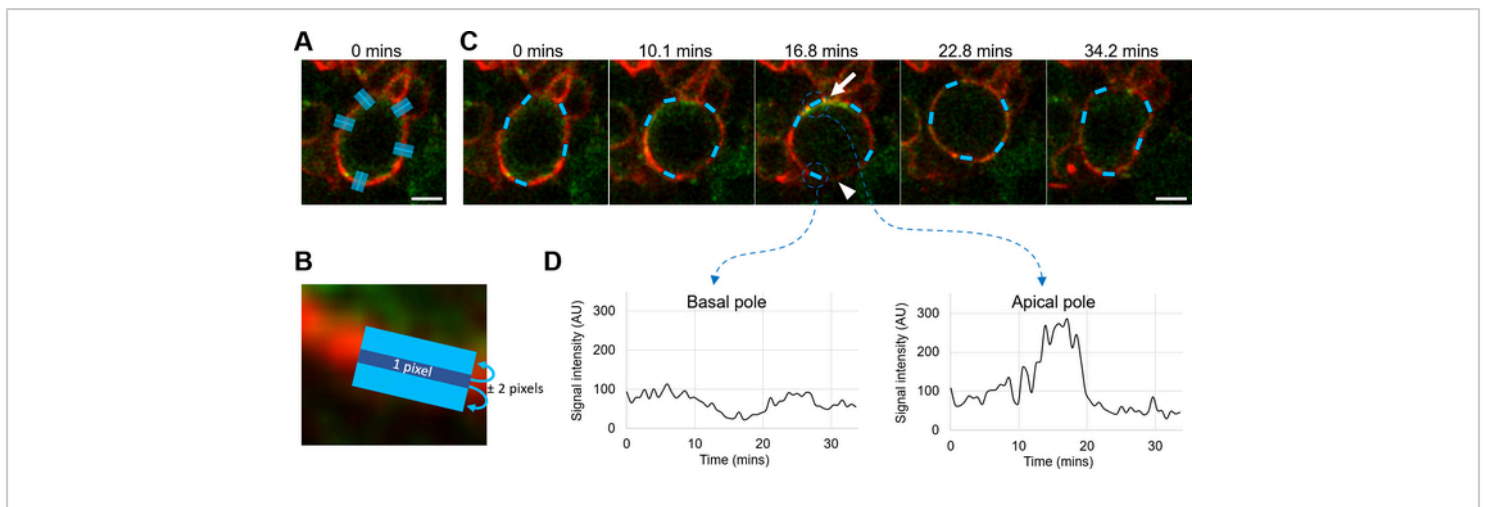 A
0 mins
C
0 mins
10.1 mins
16.8 mins
22.8 mins
34.2 mins
B
1 pixel
± 2 pixels
D
Basal pole
Signal intensity (AU)
300
200
100
0
0
10
20
30
Time (mins)
Apical pole
Signal intensity (AU)
300
200
100
0
0
10
20
30
Time (mins)